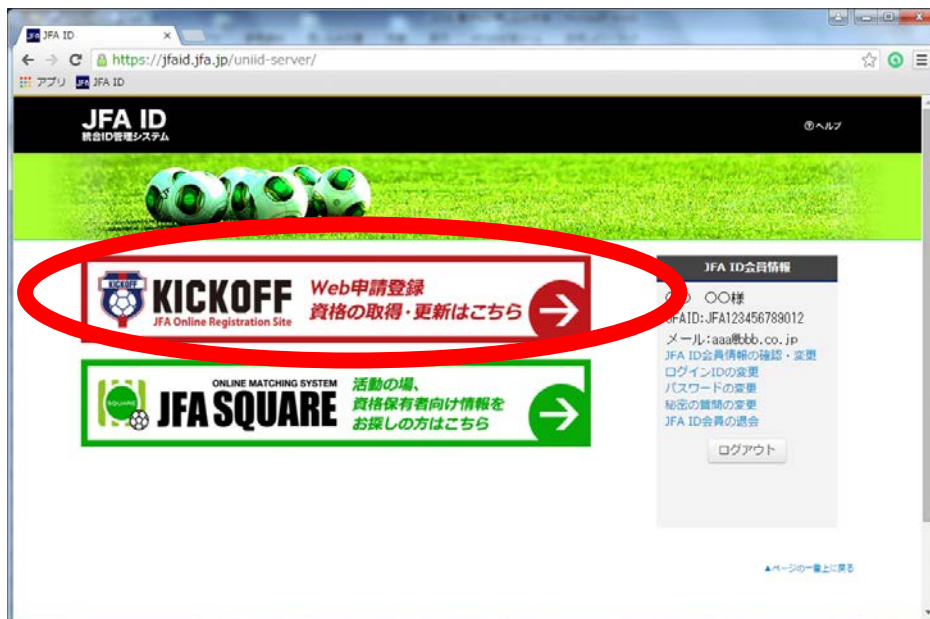 JFA ID
https://jfaid.jfa.jp/uniid-server/
アプリ JFA ID
JFA ID
統合ID管理システム
ヘルプ
KICKOFF
KICKOFF
JFA Online Registration Site
Web申請登録
資格の取得・更新はこちら
SQUARE
ONLINE MATCHING SYSTEM
JFA SQUARE
活動の場、
資格保有者向け情報を
お探しの方はこちら
JFA ID会員情報
○○様
JFAID:JFA123456789012
メール:aaa@bbb.co.jp
JFA ID会員情報の確認・変更
ログインIDの変更
パスワードの変更
秘密の質問の変更
JFA ID会員の退会
ログアウト
▲ページの一番上に戻る